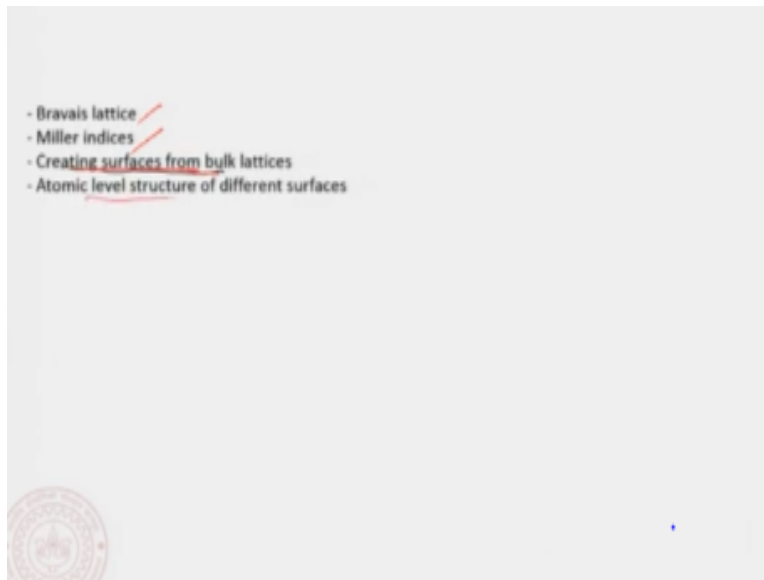 - Bravais lattice
- Miller indices
- Creating surfaces from bulk lattices
- Atomic level structure of different surfaces